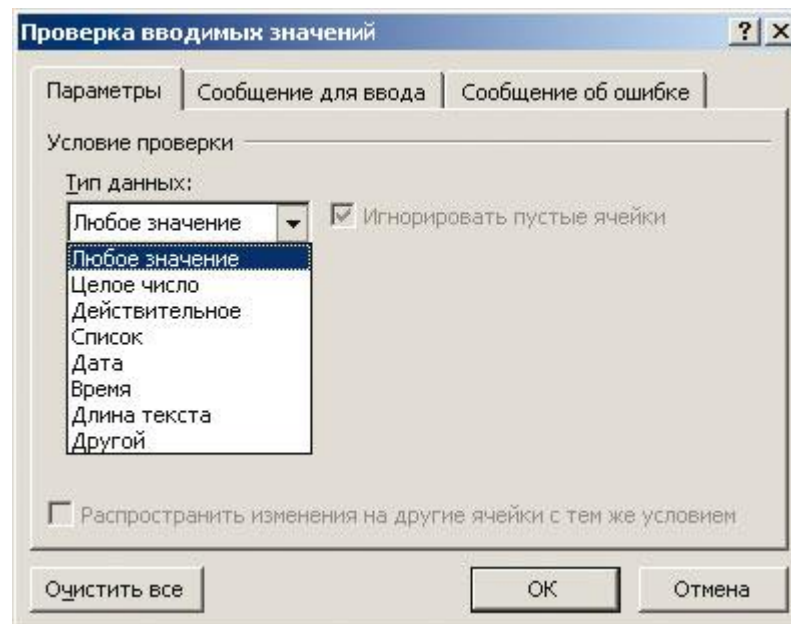 Проверка вводимых значений
Параметры Сообщение для ввода Сообщение об ошибке
Условие проверки
Тип данных:
Любое значение Игнорировать пустые ячейки
Любое значение
Целое число
Действительное
Список
Дата
Время
Длина текста
Другой
Распространить изменения на другие ячейки с тем же условием
Очистить все ОК Отмена